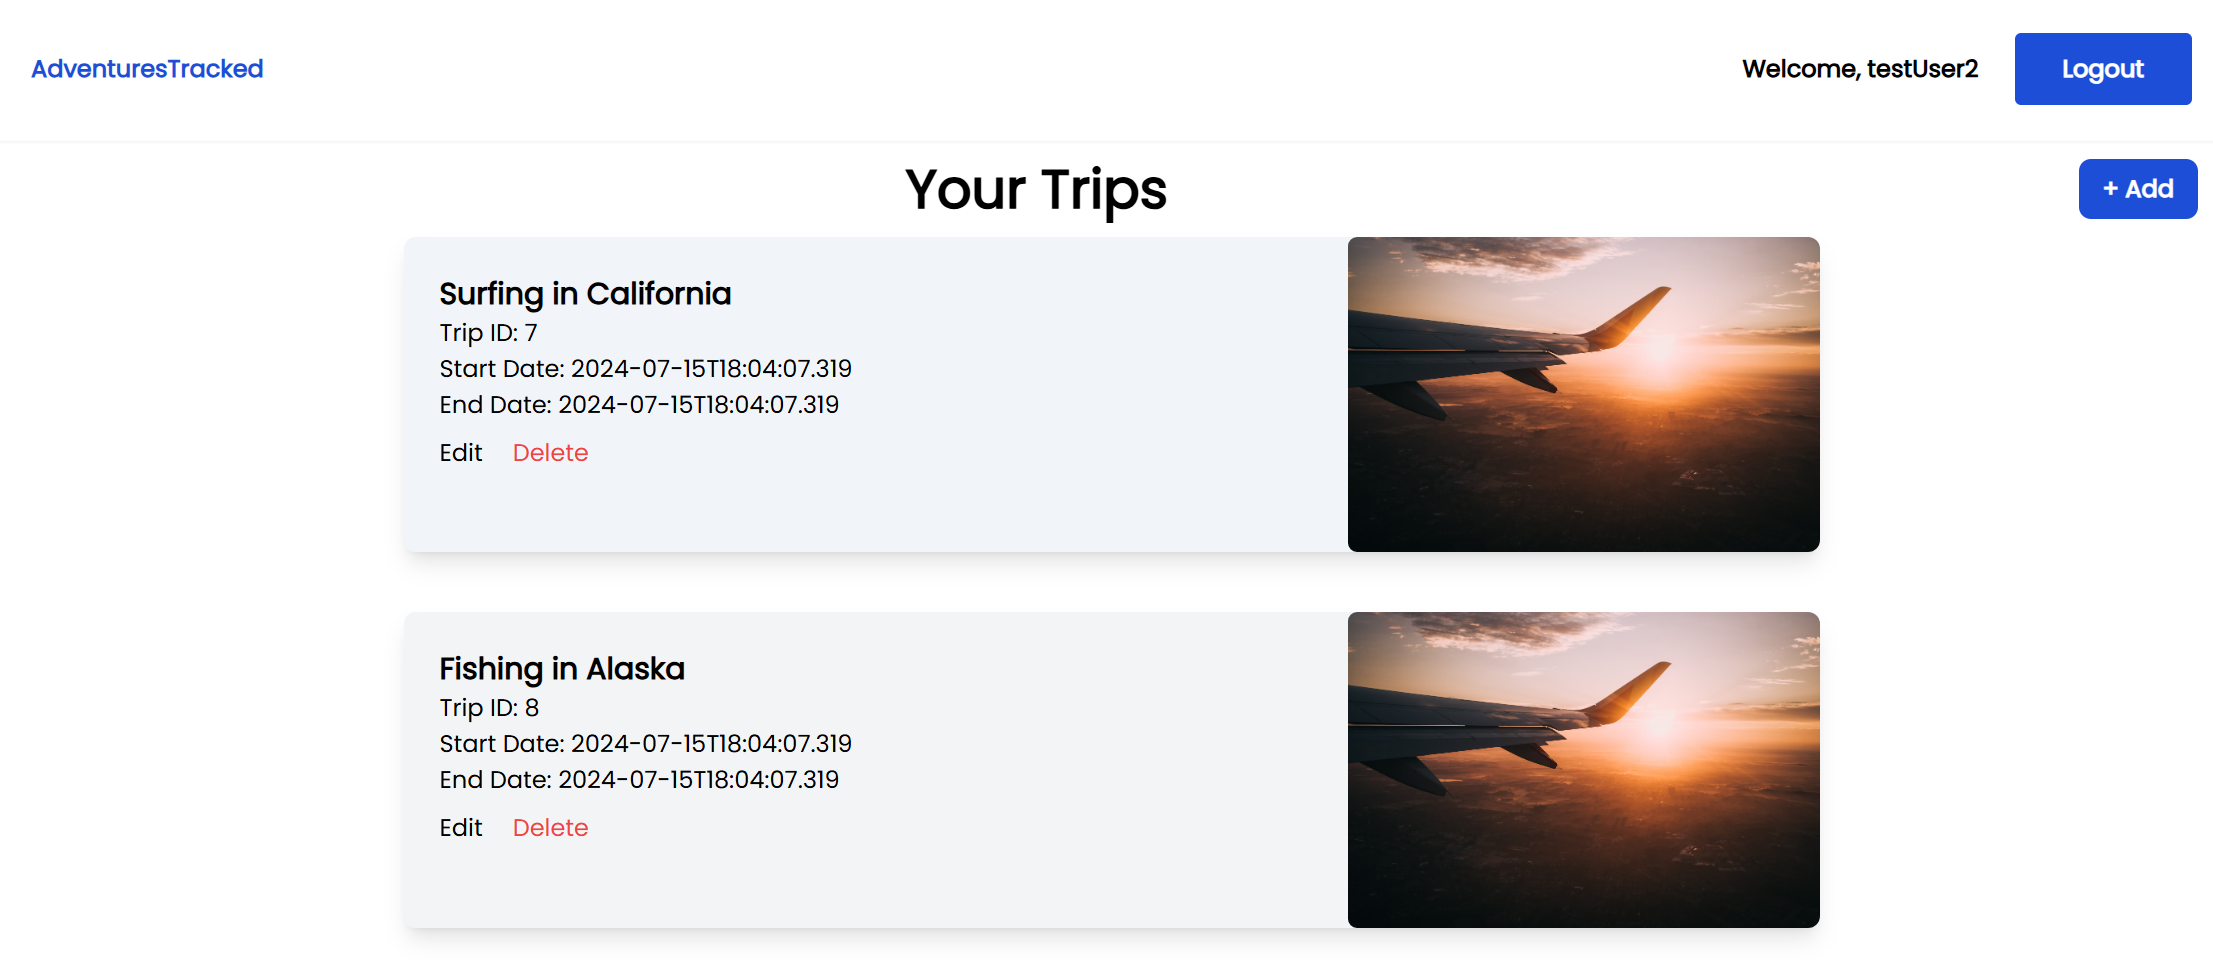 AdventuresTracked
Welcome, testUser2
Logout
Your Trips
+ Add
Surfing in California
Trip ID: 7
Start Date: 2024-07-15T18:04:07.319
End Date: 2024-07-15T18:04:07.319
Edit Delete
Fishing in Alaska
Trip ID: 8
Start Date: 2024-07-15T18:04:07.319
End Date: 2024-07-15T18:04:07.319
Edit Delete